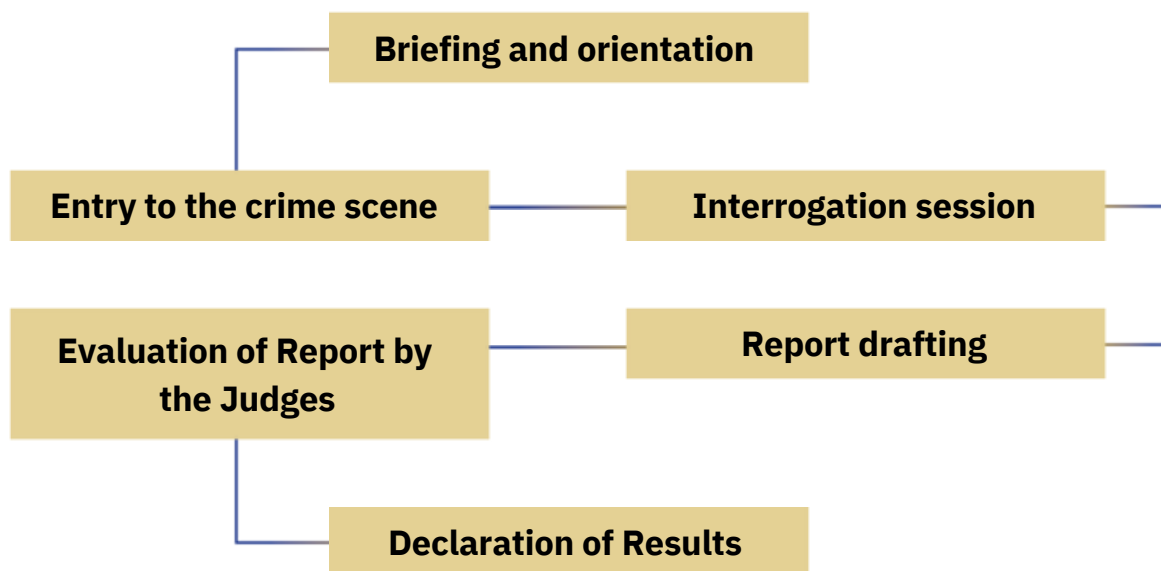 Briefing and orientation
Entry to the crime scene
Interrogation session
Report drafting
Evaluation of Report by
the Judges
Declaration of Results